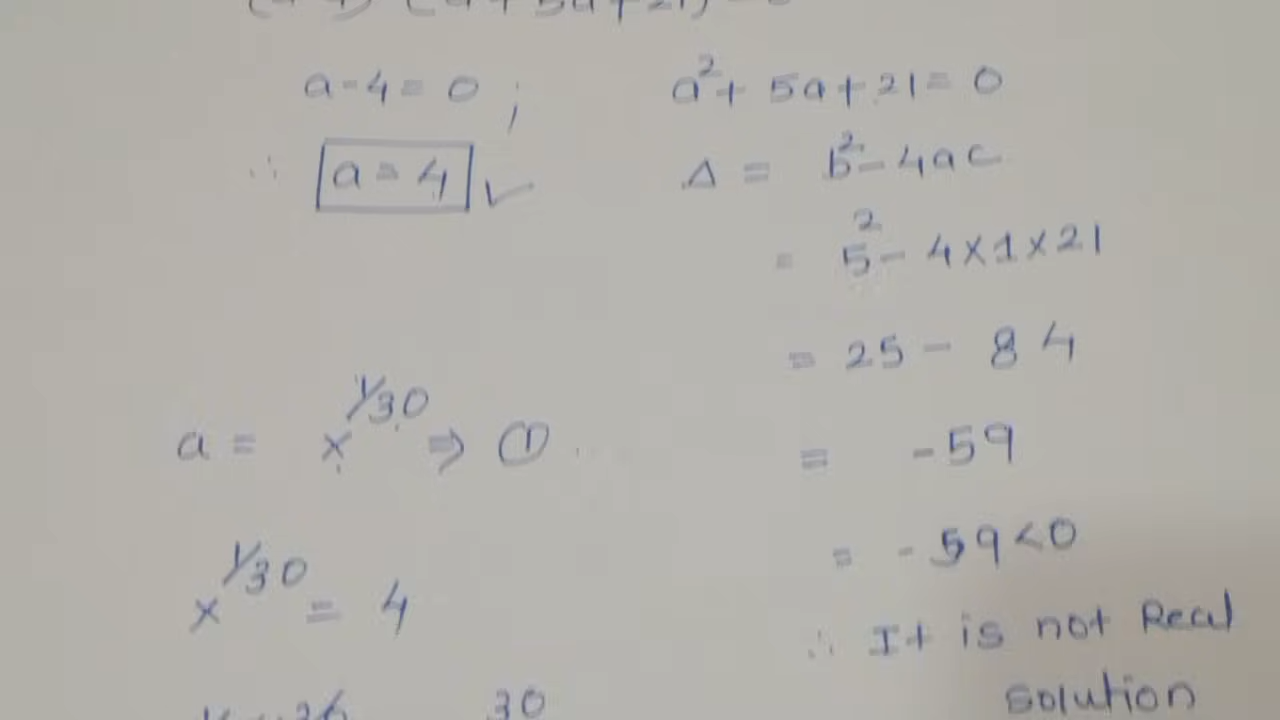 a-4=0 ; a²+5a+21=0
∴ a=4 ✓ Δ = b²-4ac
= 5²-4×1×21
= 25-84
a = x^1/30 ⇒ ①
= -59
= -59<0
x^1/30 = 4
∴ It is not Real
solution
30